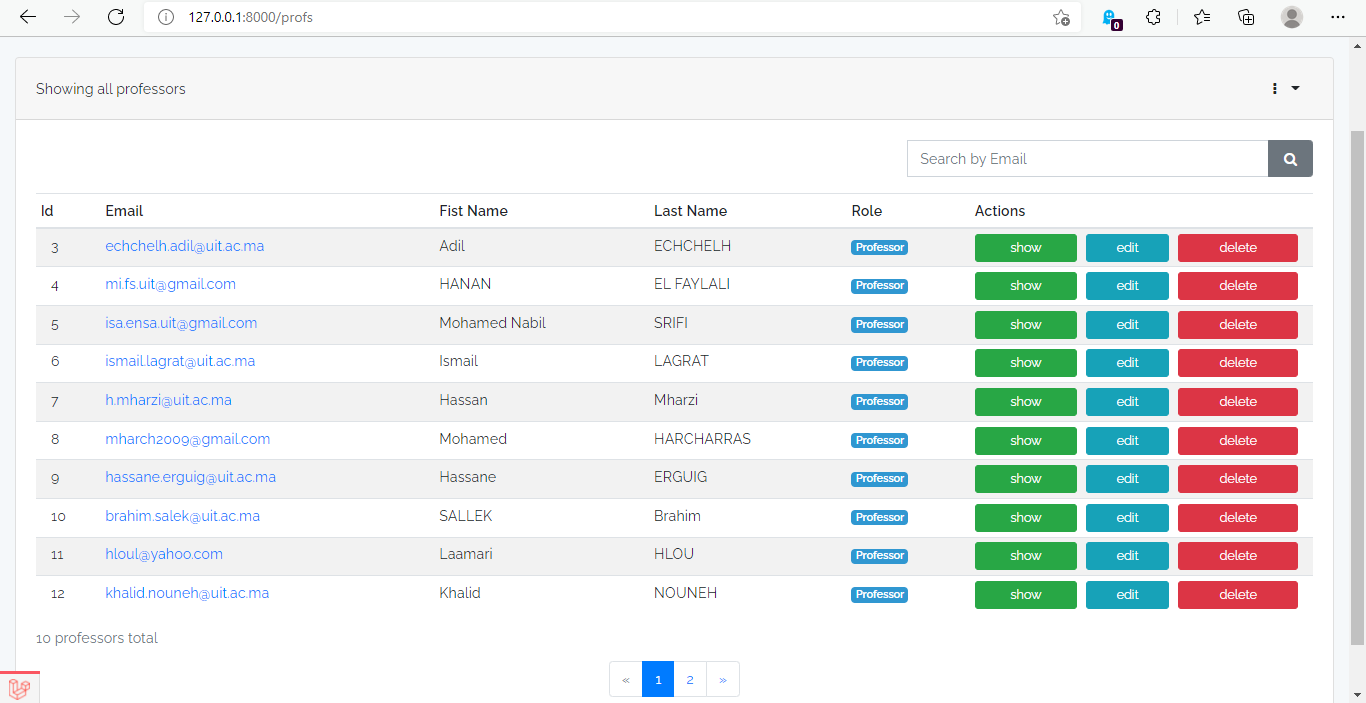 127.0.0.1:8000/profs
0
Showing all professors
Search by Email
Id Email Fist Name Last Name Role Actions
3 echchelh.adil@uit.ac.ma Adil ECHCHELH Professor show edit delete
4 mi.fs.uit@gmail.com HANAN EL FAYLALI Professor show edit delete
5 isa.ensa.uit@gmail.com Mohamed Nabil SRIFI Professor show edit delete
6 ismail.lagrat@uit.ac.ma Ismail LAGRAT Professor show edit delete
7 h.mharzi@uit.ac.ma Hassan Mharzi Professor show edit delete
8 mharch2009@gmail.com Mohamed HARCHARRAS Professor show edit delete
9 hassane.erguig@uit.ac.ma Hassane ERGUIG Professor show edit delete
10 brahim.salek@uit.ac.ma SALLEK Brahim Professor show edit delete
11 hloul@yahoo.com Laamari HLOU Professor show edit delete
12 khalid.nouneh@uit.ac.ma Khalid NOUNEH Professor show edit delete
10 professors total
« 1 2 »